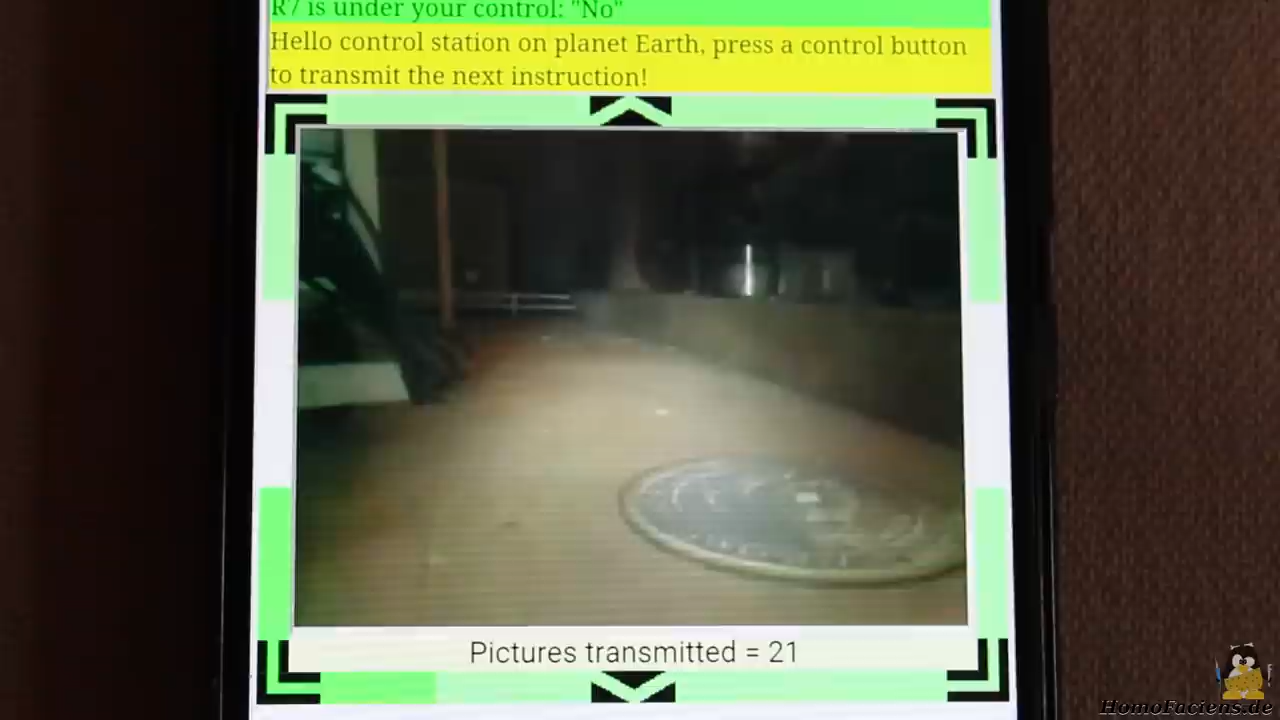 R7 is under your control: "No"
Hello control station on planet Earth, press a control button
to transmit the next instruction!
Pictures transmitted = 21
HomoFaciens.de